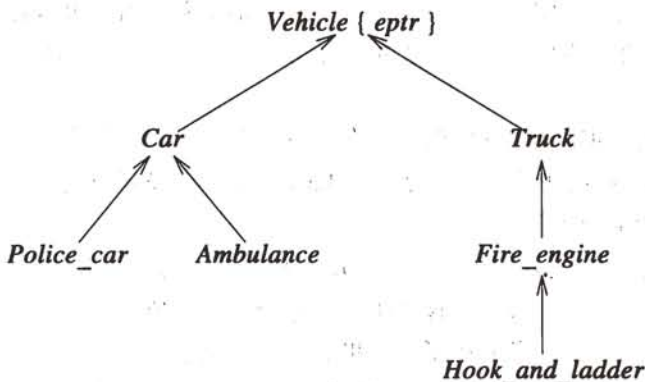 Vehicle { eptr }
Car Truck
Police_car Ambulance Fire_engine
Hook and ladder